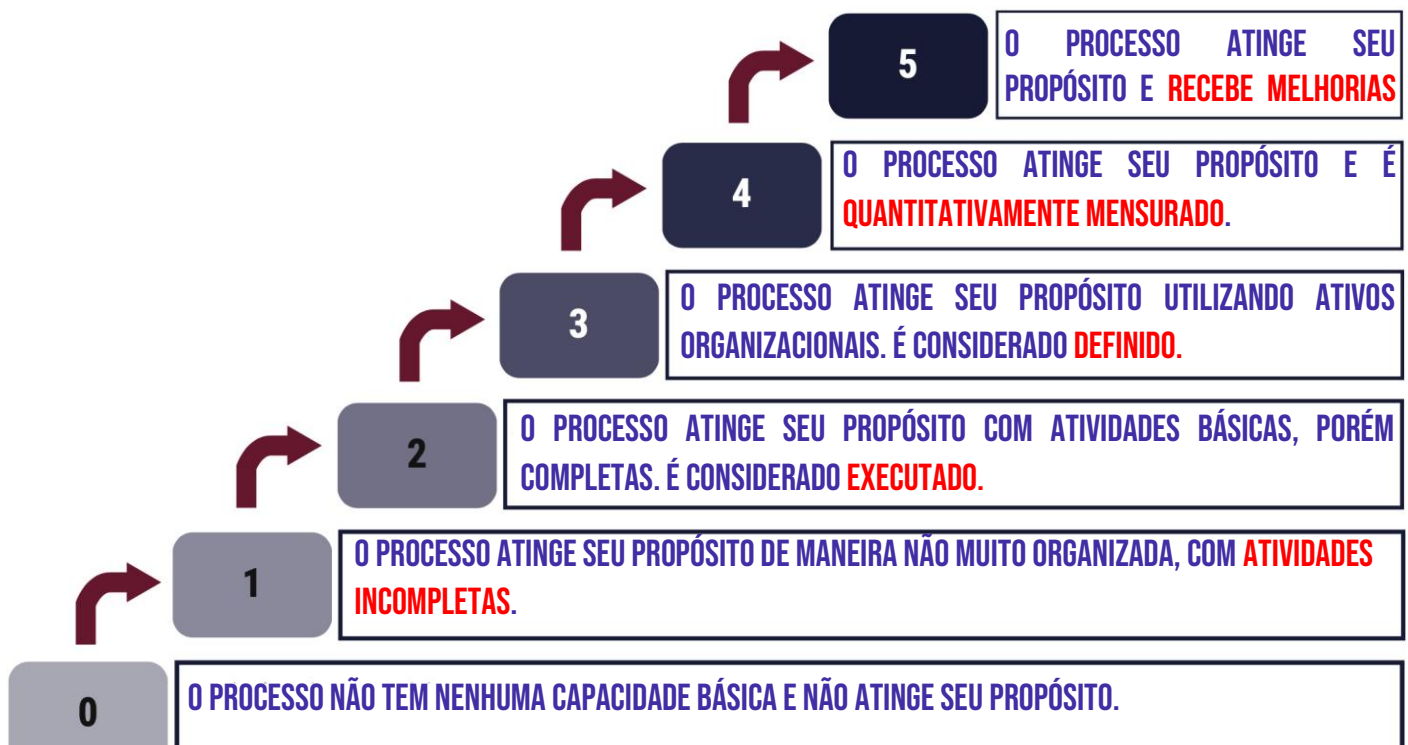 5
O PROCESSO ATINGE SEU
PROPÓSITO E RECEBE MELHORIAS
4
O PROCESSO ATINGE SEU PROPÓSITO E É
QUANTITATIVAMENTE MENSURADO.
3
O PROCESSO ATINGE SEU PROPÓSITO UTILIZANDO ATIVOS
ORGANIZACIONAIS. É CONSIDERADO DEFINIDO.
2
O PROCESSO ATINGE SEU PROPÓSITO COM ATIVIDADES BÁSICAS, PORÉM
COMPLETAS. É CONSIDERADO EXECUTADO.
1
O PROCESSO ATINGE SEU PROPÓSITO DE MANEIRA NÃO MUITO ORGANIZADA, COM ATIVIDADES
INCOMPLETAS.
0
O PROCESSO NÃO TEM NENHUMA CAPACIDADE BÁSICA E NÃO ATINGE SEU PROPÓSITO.